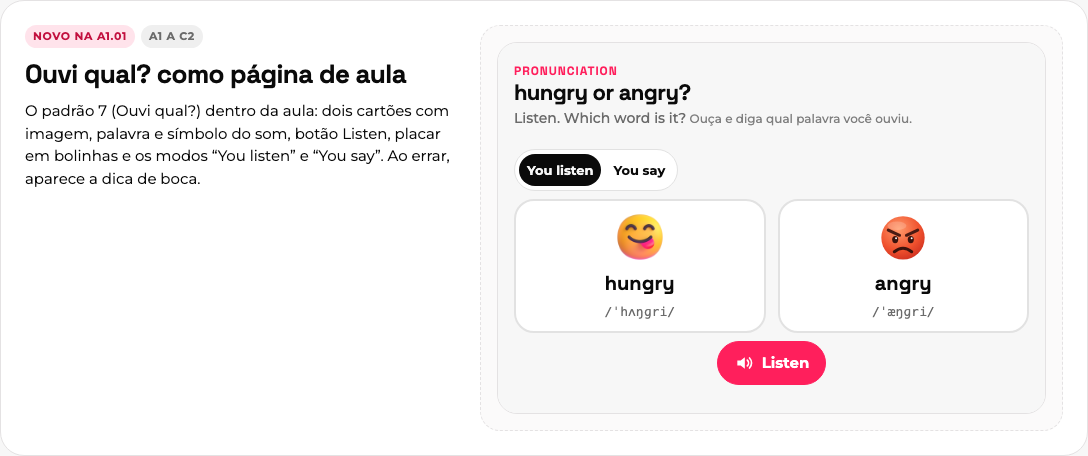 NOVO NA A1.01 A1 A C2
Ouvi qual? como página de aula
O padrão 7 (Ouvi qual?) dentro da aula: dois cartões com
imagem, palavra e símbolo do som, botão Listen, placar
em bolinhas e os modos “You listen” e “You say”. Ao errar,
aparece a dica de boca.
PRONUNCIATION
hungry or angry?
Listen. Which word is it? Ouça e diga qual palavra você ouviu.
You listen You say
hungry
/ˈhʌŋɡri/
angry
/ˈæŋɡri/
Listen